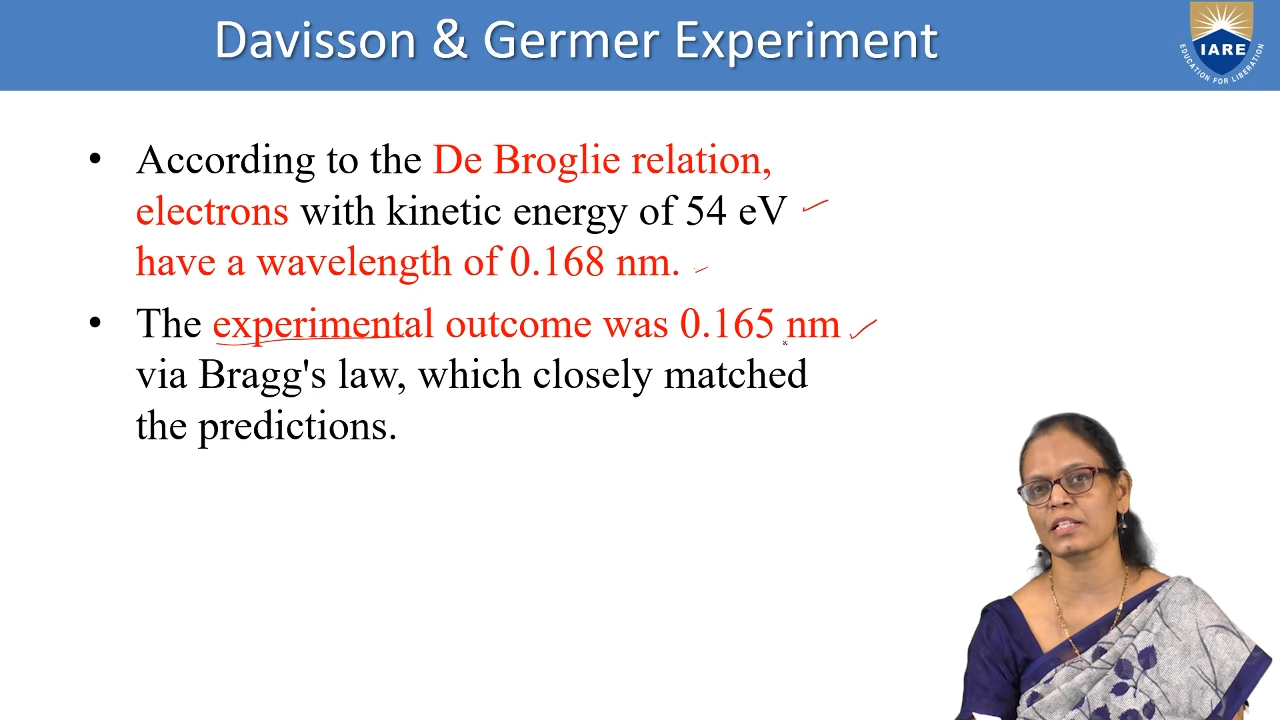 Davisson & Germer Experiment
IARE
EDUCATION FOR LIBERATION
• According to the De Broglie relation,
electrons with kinetic energy of 54 eV
have a wavelength of 0.168 nm.
• The experimental outcome was 0.165 nm
via Bragg's law, which closely matched
the predictions.